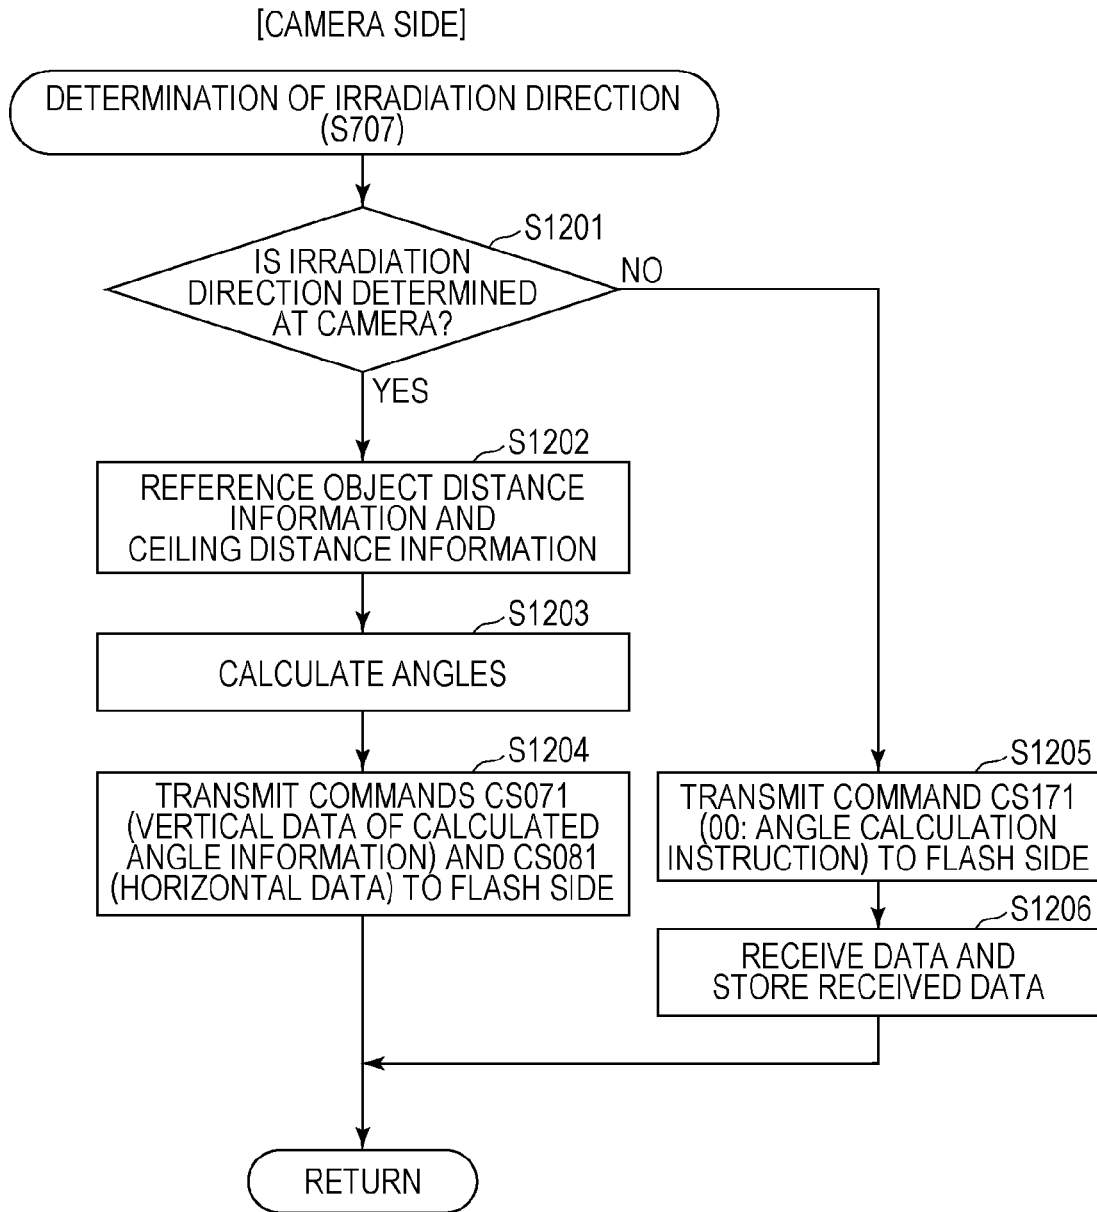 [CAMERA SIDE]
DETERMINATION OF IRRADIATION DIRECTION
(S707)
S1201
IS IRRADIATION
DIRECTION DETERMINED
AT CAMERA?
NO
YES
S1202
REFERENCE OBJECT DISTANCE
INFORMATION AND
CEILING DISTANCE INFORMATION
S1203
CALCULATE ANGLES
S1204
TRANSMIT COMMANDS CS071
(VERTICAL DATA OF CALCULATED
ANGLE INFORMATION) AND CS081
(HORIZONTAL DATA) TO FLASH SIDE
S1205
TRANSMIT COMMAND CS171
(00: ANGLE CALCULATION
INSTRUCTION) TO FLASH SIDE
S1206
RECEIVE DATA AND
STORE RECEIVED DATA
RETURN